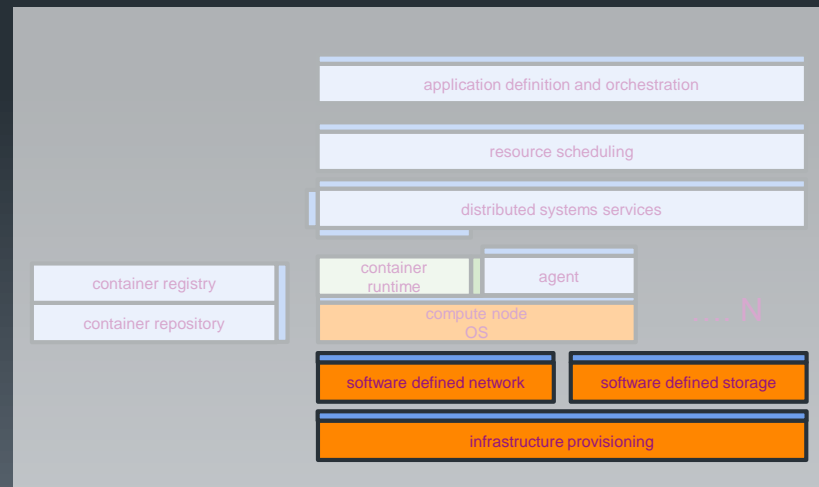 application definition and orchestration
resource scheduling
distributed systems services
container registry
container
runtime
agent
container repository
compute node
OS
....N
software defined network
software defined storage
infrastructure provisioning